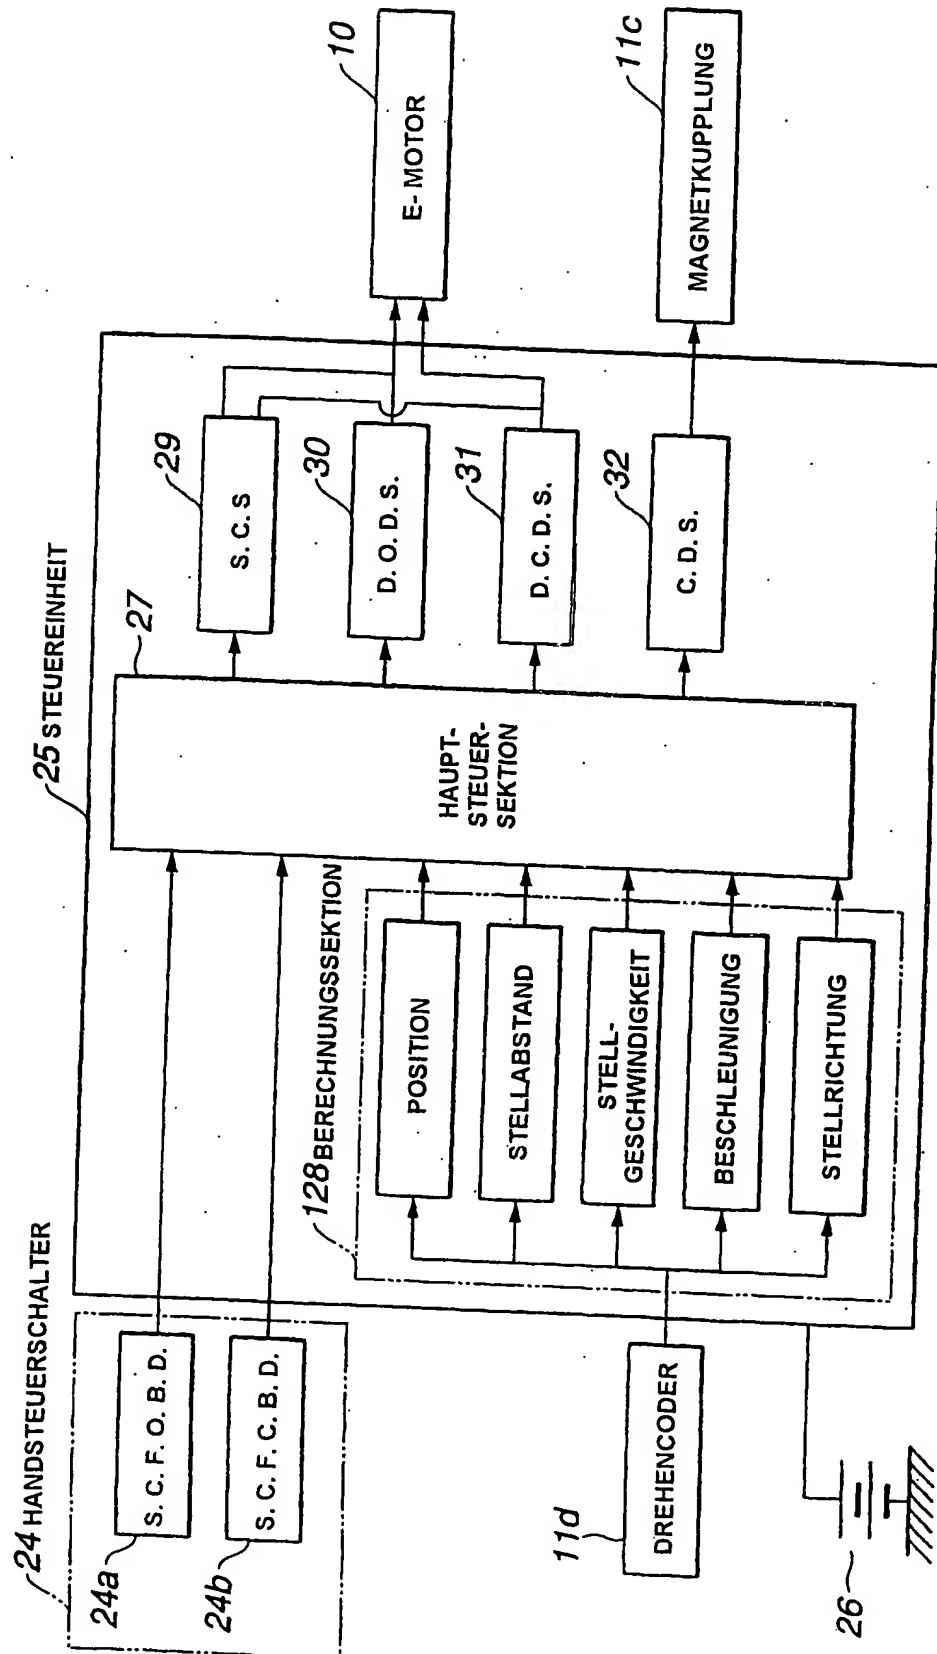 24 HANDSTEUERSCHALTER
24a
S. C. F. O. B. D.
24b
S. C. F. C. B. D.
11d
DREHENCODER
26
25 STEUEREINHEIT
128 BERECHNUNGSSEKTION
POSITION
STELLABSTAND
STELL-
GESCHWINDIGKEIT
BESCHLEUNIGUNG
STELLRICHTUNG
27
HAUPT-
STEUER-
SEKTION
29
S. C. S
30
D. O. D. S.
31
D. C. D. S.
32
C. D. S.
10
E- MOTOR
11c
MAGNETKUPPLUNG